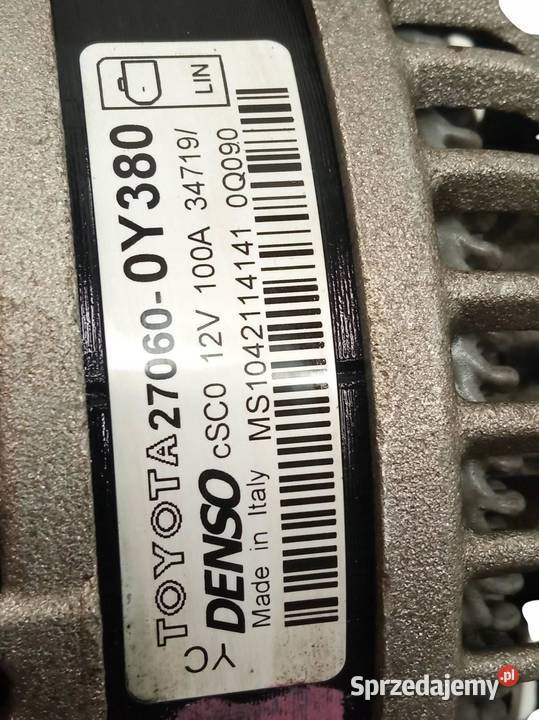 TOYOTA 27060-0Y380
LIN
DENSO CSC0 12V 100A 34719/
Made in Italy MS1042114141 0Q090
Sprzedajemy.pl